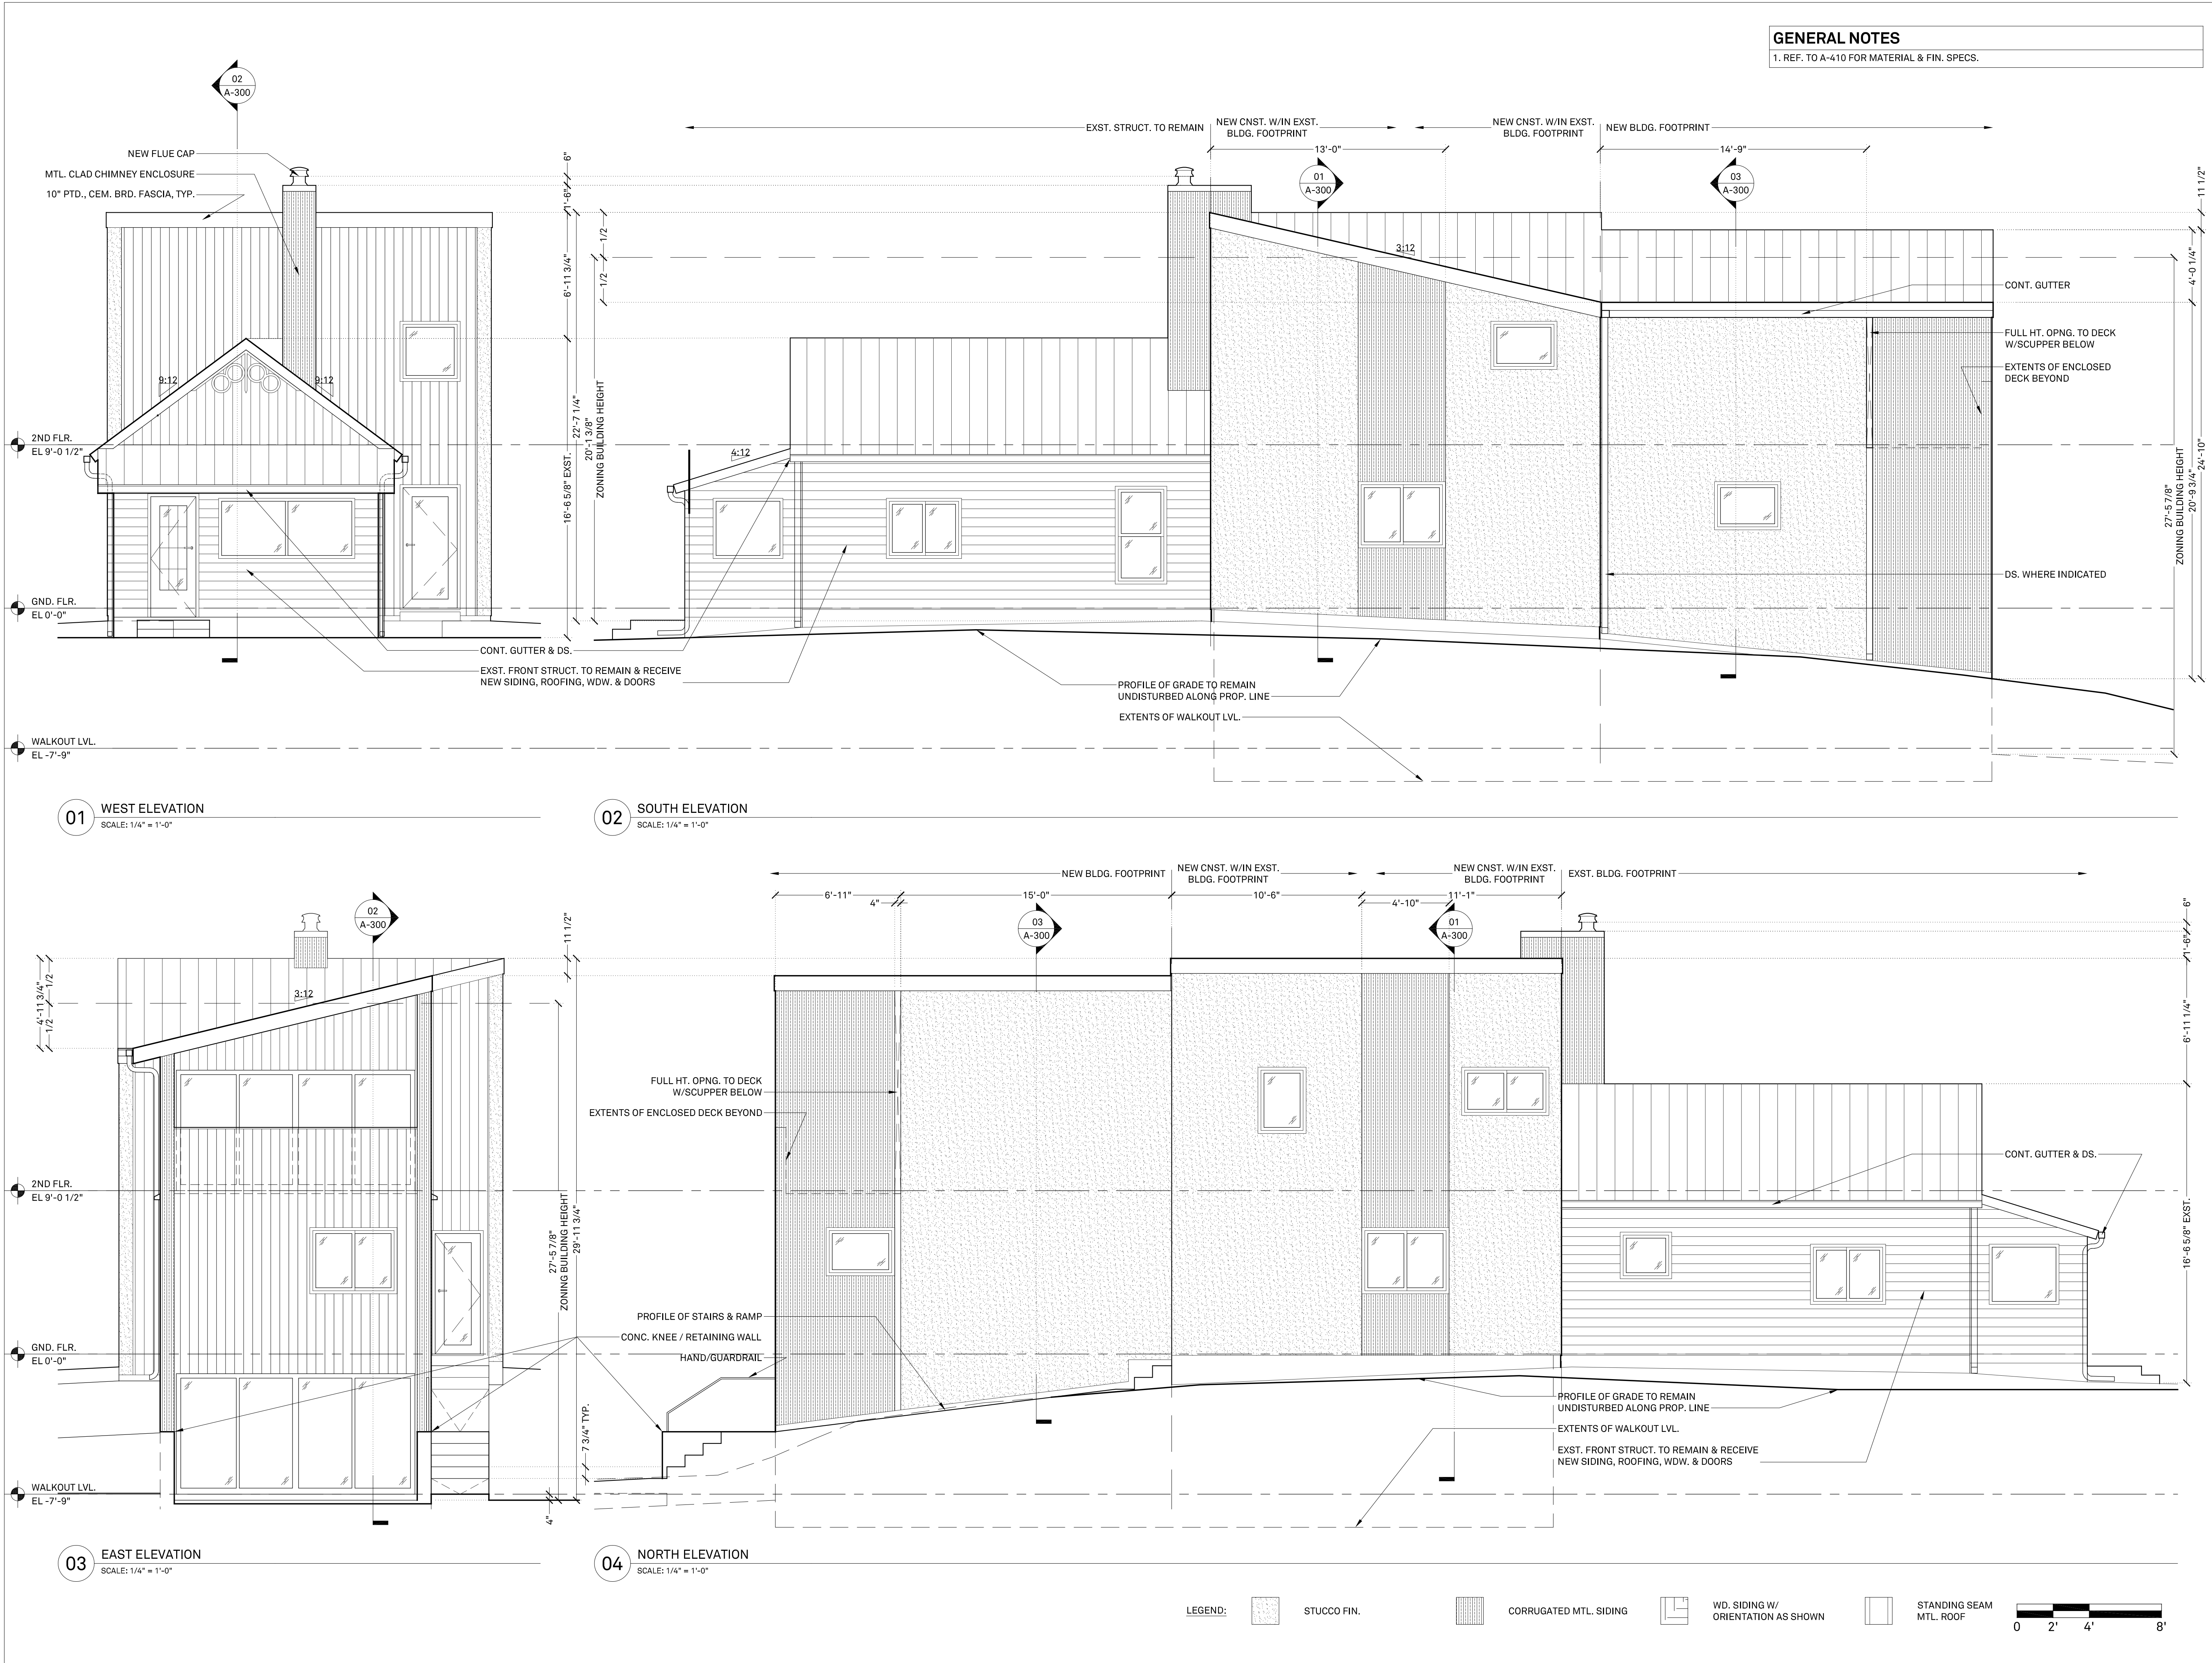 GENERAL NOTES
1. REF. TO A-410 FOR MATERIAL & FIN. SPECS.
02
A-300
NEW FLUE CAP
MTL. CLAD CHIMNEY ENCLOSURE
10" PTD., CEM. BRD. FASCIA, TYP.
9:12
9:12
2ND FLR.
EL 9'-0 1/2"
GND. FLR.
EL 0'-0"
WALKOUT LVL.
EL -7'-9"
6"
1'-6"
6'-11 3/4"
16'-6 5/8" EXST.
22'-7 1/4"
20'-1 3/8"
ZONING BUILDING HEIGHT
1/2
1/2
CONT. GUTTER & DS.
EXST. FRONT STRUCT. TO REMAIN & RECEIVE
NEW SIDING, ROOFING, WDW. & DOORS
01
WEST ELEVATION
SCALE: 1/4" = 1'-0"
EXST. STRUCT. TO REMAIN
NEW CNST. W/IN EXST.
BLDG. FOOTPRINT
NEW CNST. W/IN EXST.
BLDG. FOOTPRINT
NEW BLDG. FOOTPRINT
13'-0"
14'-9"
01
A-300
03
A-300
3:12
4:12
11 1/2"
4'-0 1/4"
24'-10"
20'-9 3/4"
27'-5 7/8"
ZONING BUILDING HEIGHT
CONT. GUTTER
FULL HT. OPNG. TO DECK
W/SCUPPER BELOW
EXTENTS OF ENCLOSED
DECK BEYOND
DS. WHERE INDICATED
PROFILE OF GRADE TO REMAIN
UNDISTURBED ALONG PROP. LINE
EXTENTS OF WALKOUT LVL.
02
SOUTH ELEVATION
SCALE: 1/4" = 1'-0"
02
A-300
11 1/2"
4'-11 3/4"
1/2
1/2
3:12
2ND FLR.
EL 9'-0 1/2"
GND. FLR.
EL 0'-0"
WALKOUT LVL.
EL -7'-9"
27'-5 7/8"
ZONING BUILDING HEIGHT
29'-11 3/4"
7 3/4" TYP.
4"
03
EAST ELEVATION
SCALE: 1/4" = 1'-0"
NEW BLDG. FOOTPRINT
NEW CNST. W/IN EXST.
BLDG. FOOTPRINT
NEW CNST. W/IN EXST.
BLDG. FOOTPRINT
EXST. BLDG. FOOTPRINT
6'-11"
4"
15'-0"
10'-6"
11'-1"
4'-10"
03
A-300
01
A-300
6"
1'-6"
6'-11 1/4"
16'-6 5/8" EXST.
FULL HT. OPNG. TO DECK
W/SCUPPER BELOW
EXTENTS OF ENCLOSED DECK BEYOND
PROFILE OF STAIRS & RAMP
CONC. KNEE / RETAINING WALL
HAND/GUARDRAIL
CONT. GUTTER & DS.
PROFILE OF GRADE TO REMAIN
UNDISTURBED ALONG PROP. LINE
EXTENTS OF WALKOUT LVL.
EXST. FRONT STRUCT. TO REMAIN & RECEIVE
NEW SIDING, ROOFING, WDW. & DOORS
04
NORTH ELEVATION
SCALE: 1/4" = 1'-0"
LEGEND:
STUCCO FIN.
CORRUGATED MTL. SIDING
WD. SIDING W/
ORIENTATION AS SHOWN
STANDING SEAM
MTL. ROOF
0 2' 4' 8'